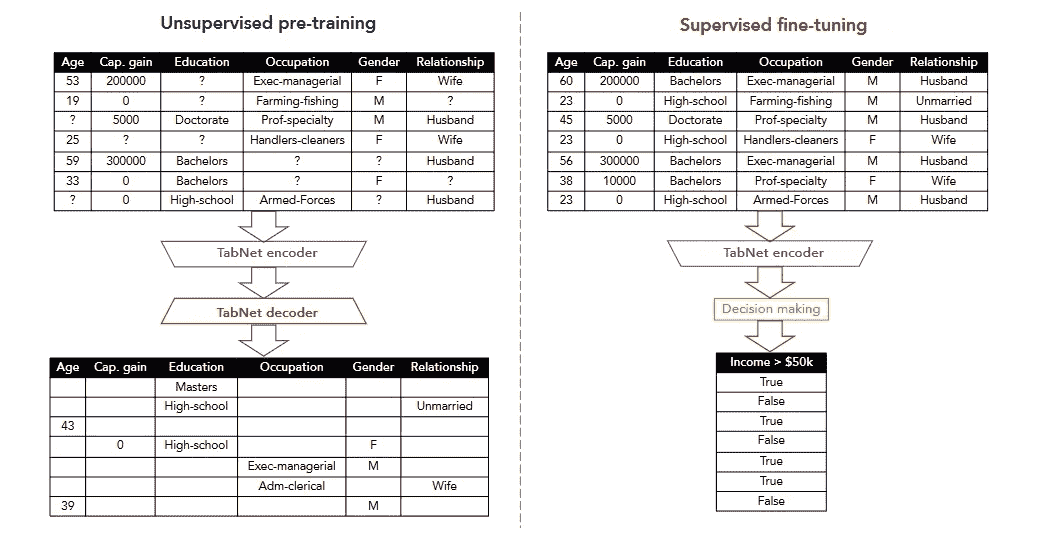 Unsupervised pre-training
Age Cap. gain Education Occupation Gender Relationship
53 200000 ? Exec-managerial F Wife
19 0 ? Farming-fishing M ?
? 5000 Doctorate Prof-specialty M Husband
25 ? ? Handlers-cleaners F Wife
59 300000 Bachelors ? ? Husband
33 0 Bachelors ? F ?
? 0 High-school Armed-Forces ? Husband
TabNet encoder
TabNet decoder
Age Cap. gain Education Occupation Gender Relationship
Masters
High-school Unmarried
43
0 High-school F
Exec-managerial M
Adm-clerical Wife
39 M
Supervised fine-tuning
Age Cap. gain Education Occupation Gender Relationship
60 200000 Bachelors Exec-managerial M Husband
23 0 High-school Farming-fishing M Unmarried
45 5000 Doctorate Prof-specialty M Husband
23 0 High-school Handlers-cleaners F Wife
56 300000 Bachelors Exec-managerial M Husband
38 10000 Bachelors Prof-specialty F Wife
23 0 High-school Armed-Forces M Husband
TabNet encoder
Decision making
Income > $50k
True
False
True
False
True
True
False